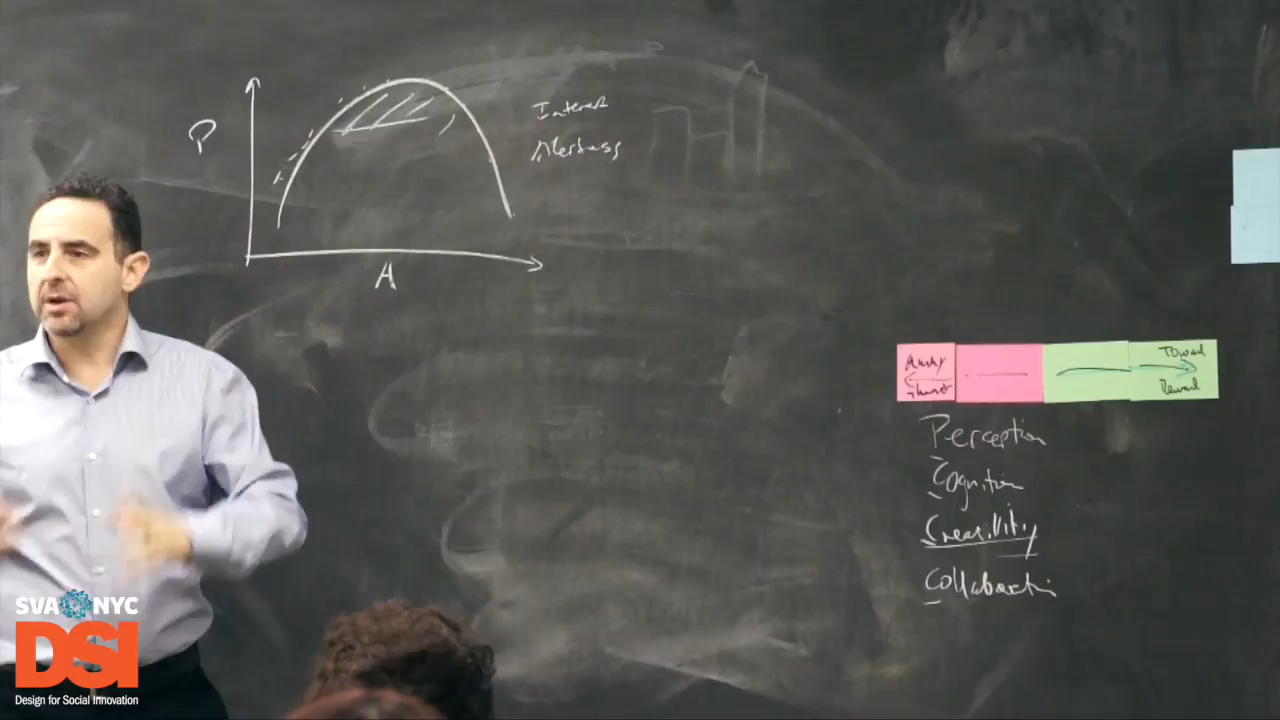 P
Interest
Alertness
A
Away
Threat
Toward
Reward
Perception
Cognition
Creativity
Collaboration
SVA NYC
DSI
Design for Social Innovation